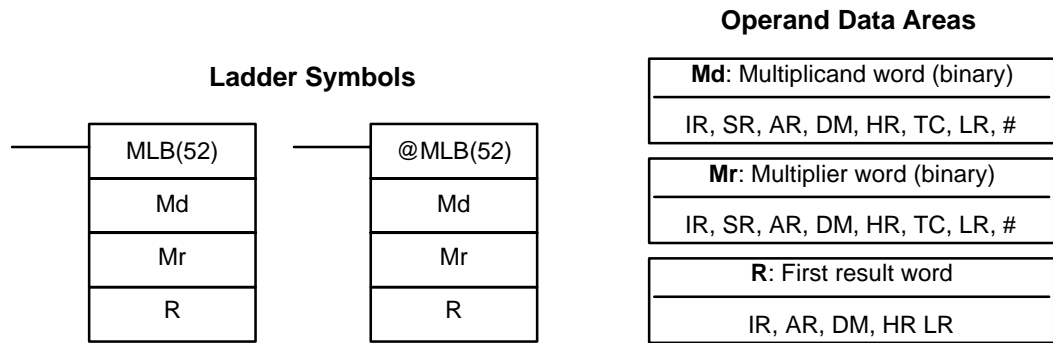 Ladder Symbols
MLB(52)
Md
Mr
R
@MLB(52)
Md
Mr
R
Operand Data Areas
Md: Multiplicand word (binary)
IR, SR, AR, DM, HR, TC, LR, #
Mr: Multiplier word (binary)
IR, SR, AR, DM, HR, TC, LR, #
R: First result word
IR, AR, DM, HR LR